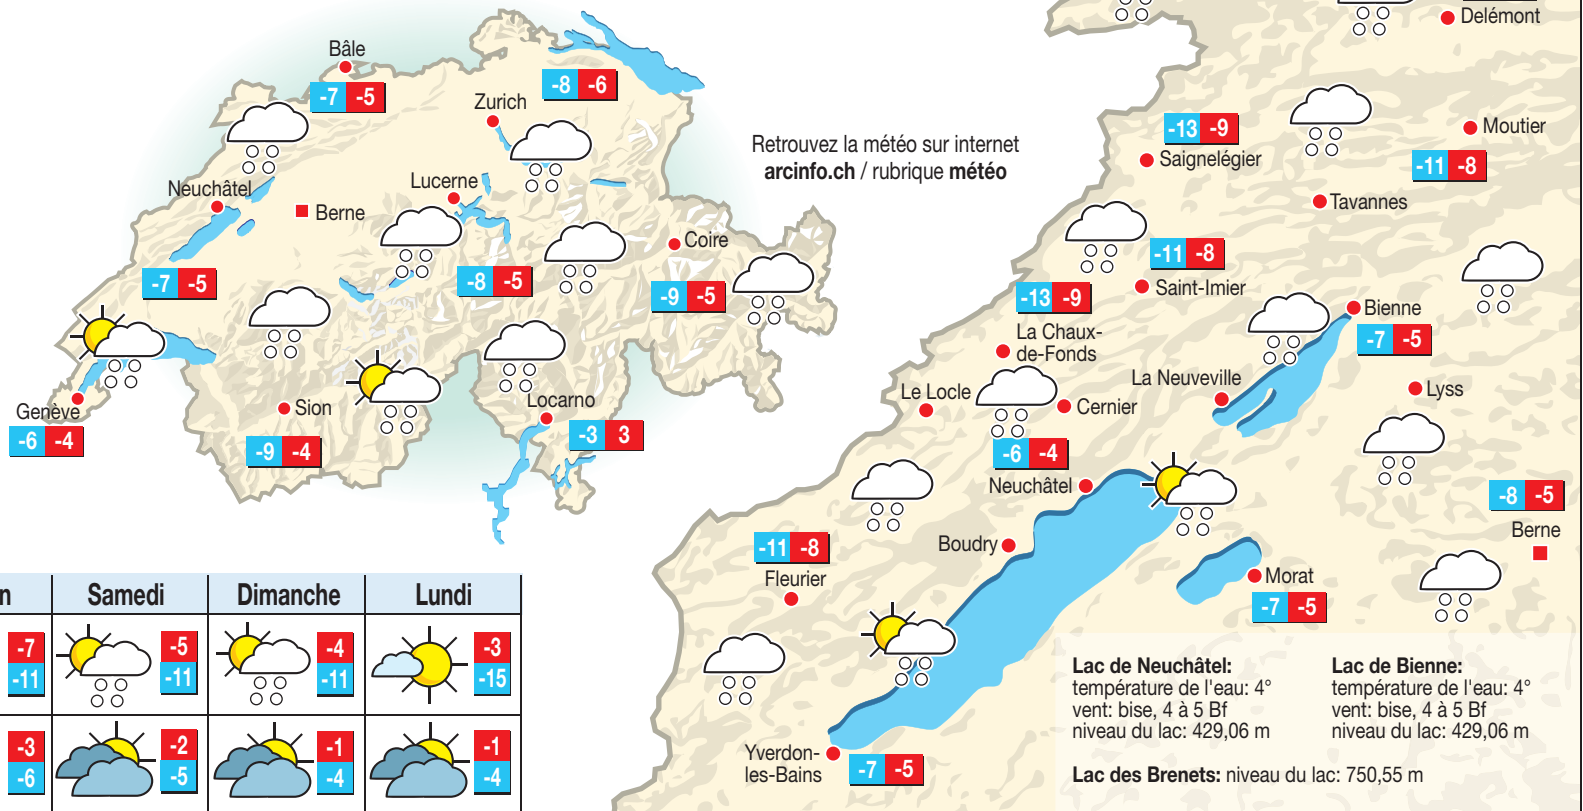 Bâle
-7 -5
-8 -6
Zurich
Neuchâtel
Lucerne
Berne
Coire
-7 -5
-8 -5
-9 -5
Genève
-6 -4
Sion
-9 -4
Locarno
-3 3
Retrouvez la météo sur internet
arcinfo.ch / rubrique météo
Samedi Dimanche Lundi
-7 -5 -4 -3
-11 -11 -11 -15
-3 -2 -1 -1
-6 -5 -4 -4
Delémont
-13 -9
Saignelégier
Moutier
-11 -8
Tavannes
-11 -8
Saint-Imier
-13 -9
La Chaux-
de-Fonds
Bienne
-7 -5
La Neuveville
Lyss
Le Locle
Cernier
-6 -4
Neuchâtel
-8 -5
Berne
Boudry
-11 -8
Fleurier
Morat
-7 -5
Yverdon-
les-Bains
-7 -5
Lac de Neuchâtel:
température de l'eau: 4°
vent: bise, 4 à 5 Bf
niveau du lac: 429,06 m
Lac de Bienne:
température de l'eau: 4°
vent: bise, 4 à 5 Bf
niveau du lac: 429,06 m
Lac des Brenets: niveau du lac: 750,55 m